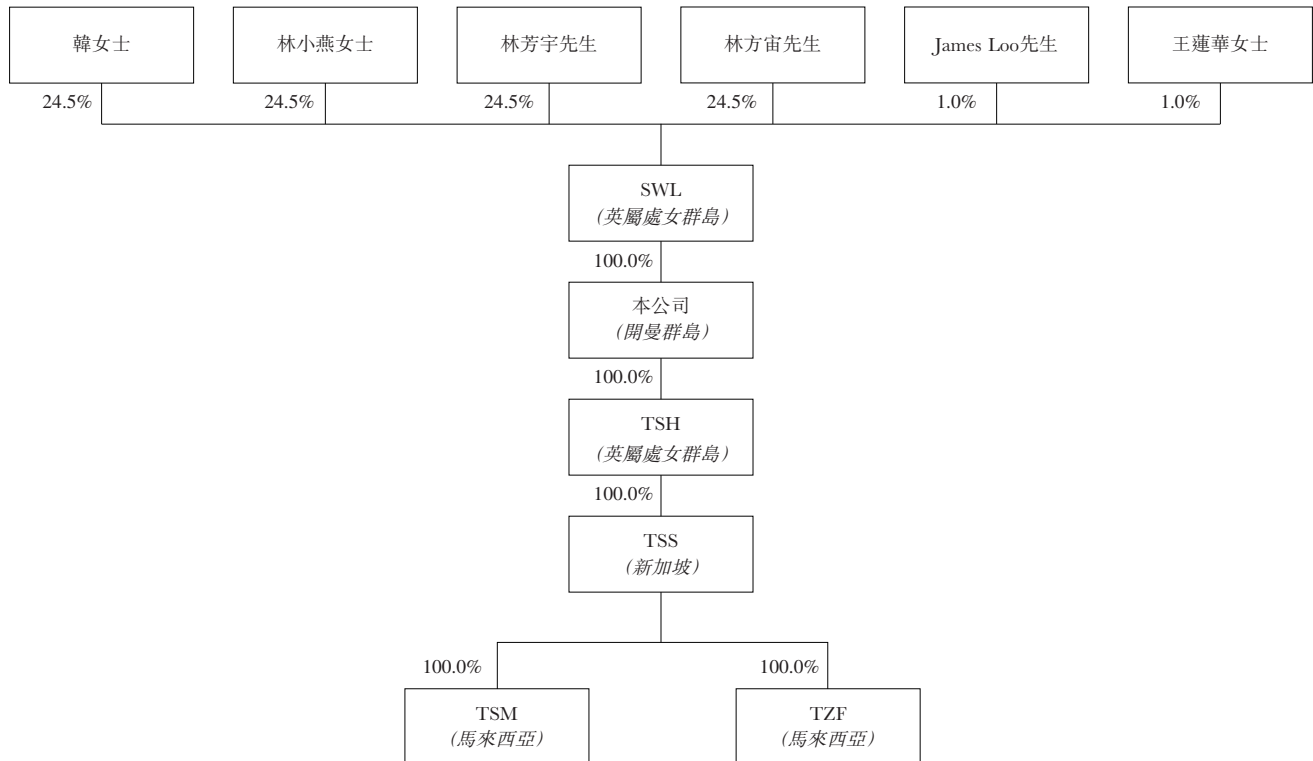 韓女士
林小燕女士
林芳宇先生
林方宙先生
James Loo先生
王蓮華女士
24.5%
24.5%
24.5%
24.5%
1.0%
1.0%
SWL
(英屬處女群島)
100.0%
本公司
(開曼群島)
100.0%
TSH
(英屬處女群島)
100.0%
TSS
(新加坡)
100.0%
100.0%
TSM
(馬來西亞)
TZF
(馬來西亞)